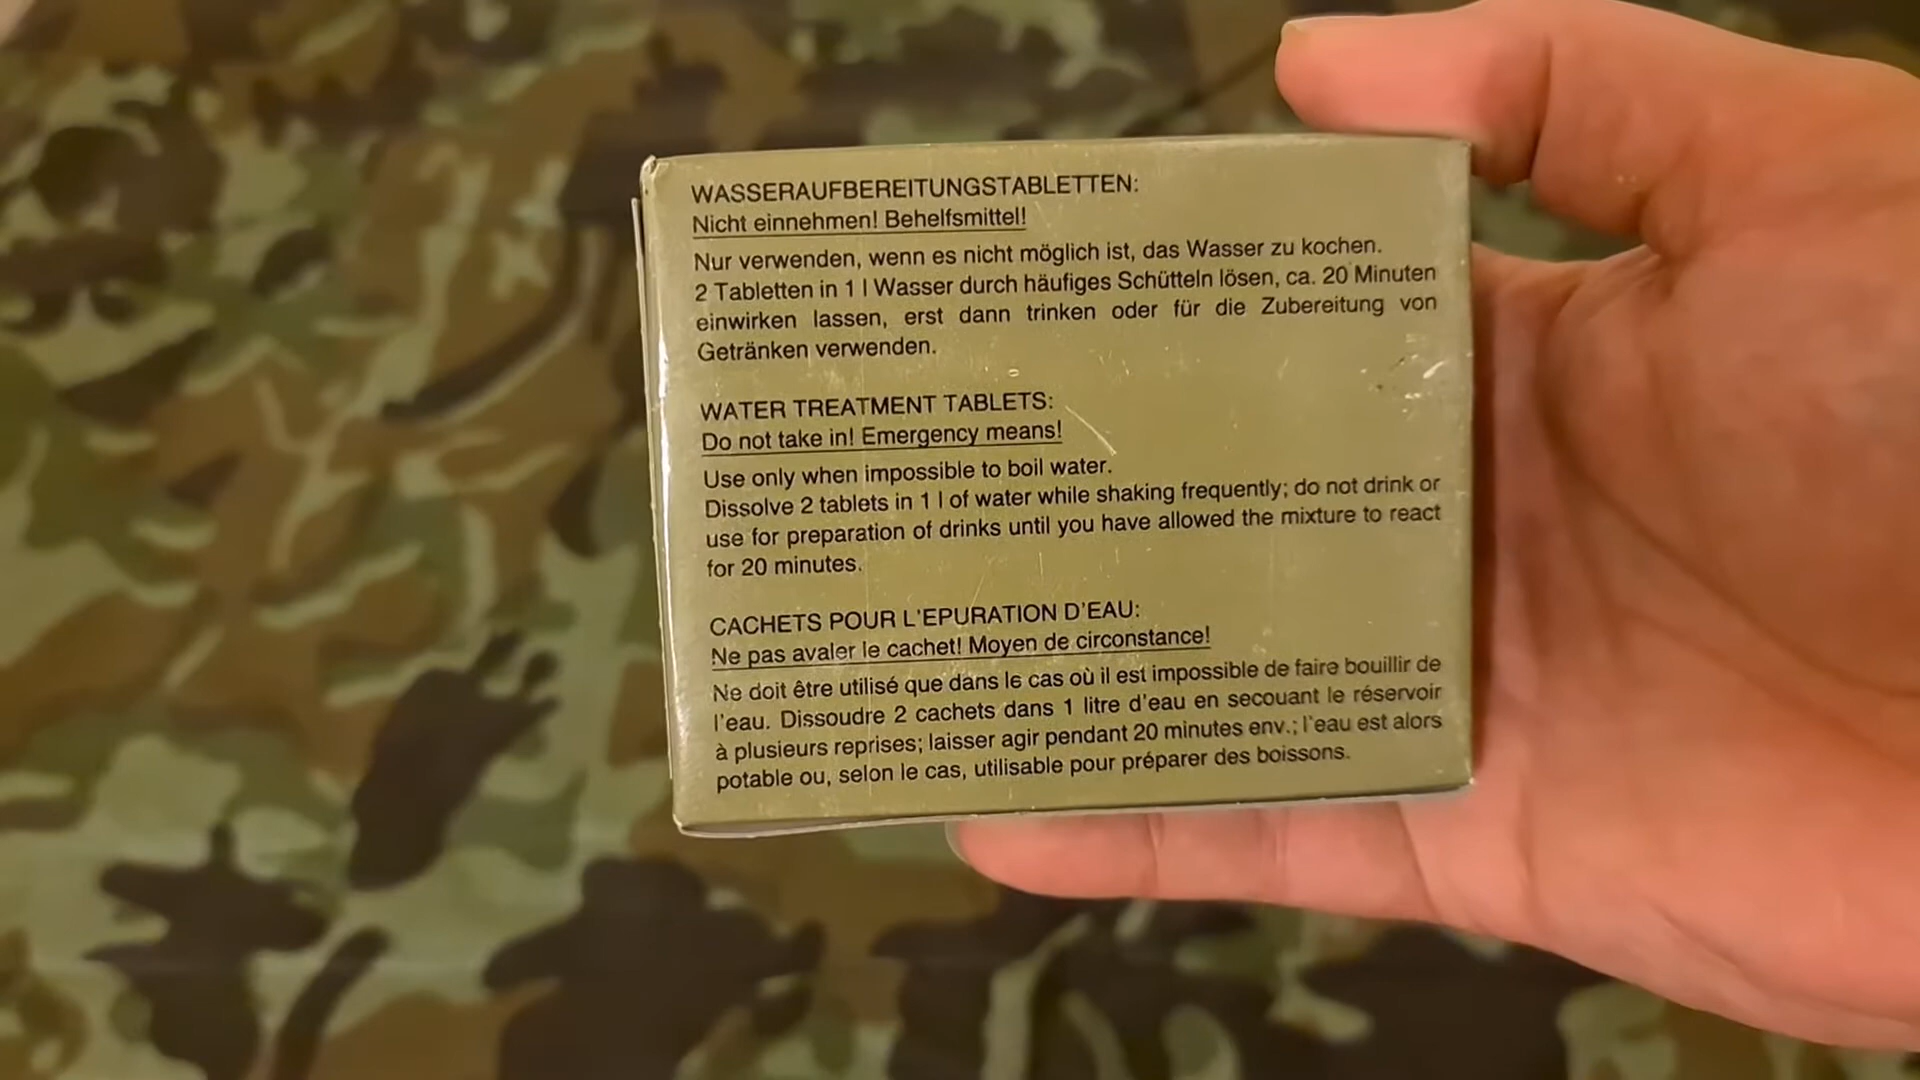 WASSERAUFBEREITUNGSTABLETTEN:
Nicht einnehmen! Behelfsmittel!
Nur verwenden, wenn es nicht möglich ist, das Wasser zu kochen.
2 Tabletten in 1 l Wasser durch häufiges Schütteln lösen, ca. 20 Minuten
einwirken lassen, erst dann trinken oder für die Zubereitung von
Getränken verwenden.
WATER TREATMENT TABLETS:
Do not take in! Emergency means!
Use only when impossible to boil water.
Dissolve 2 tablets in 1 l of water while shaking frequently; do not drink or
use for preparation of drinks until you have allowed the mixture to react
for 20 minutes.
CACHETS POUR L'EPURATION D'EAU:
Ne pas avaler le cachet! Moyen de circonstance!
Ne doit être utilisé que dans le cas où il est impossible de faire bouillir de
l'eau. Dissoudre 2 cachets dans 1 litre d'eau en secouant le réservoir
à plusieurs reprises; laisser agir pendant 20 minutes env.; l'eau est alors
potable ou, selon le cas, utilisable pour préparer des boissons.